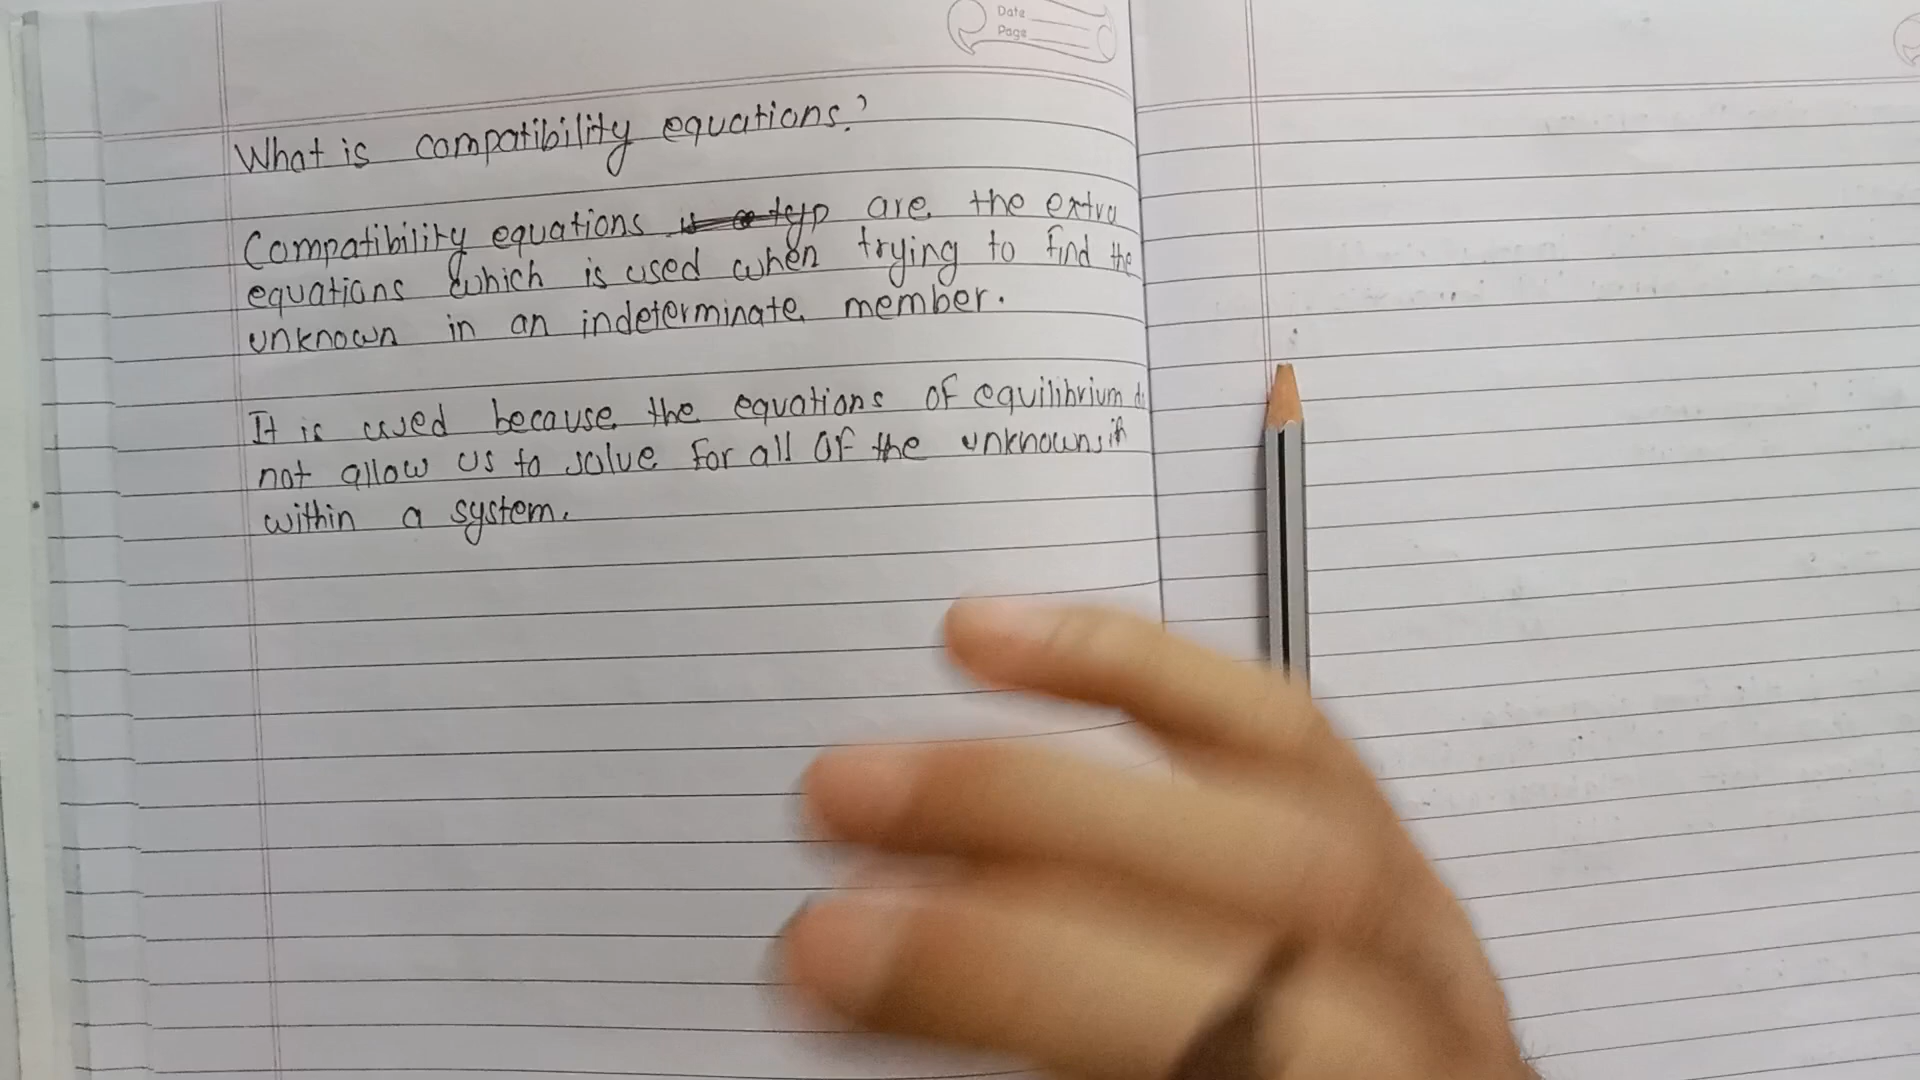 Date
Page
What is compatibility equations?
Compatibility equations are the extra
equations which is used when trying to find the
unknown in an indeterminate member.
It is used because the equations of equilibrium
not allow us to solve for all of the unknowns in
within a system.